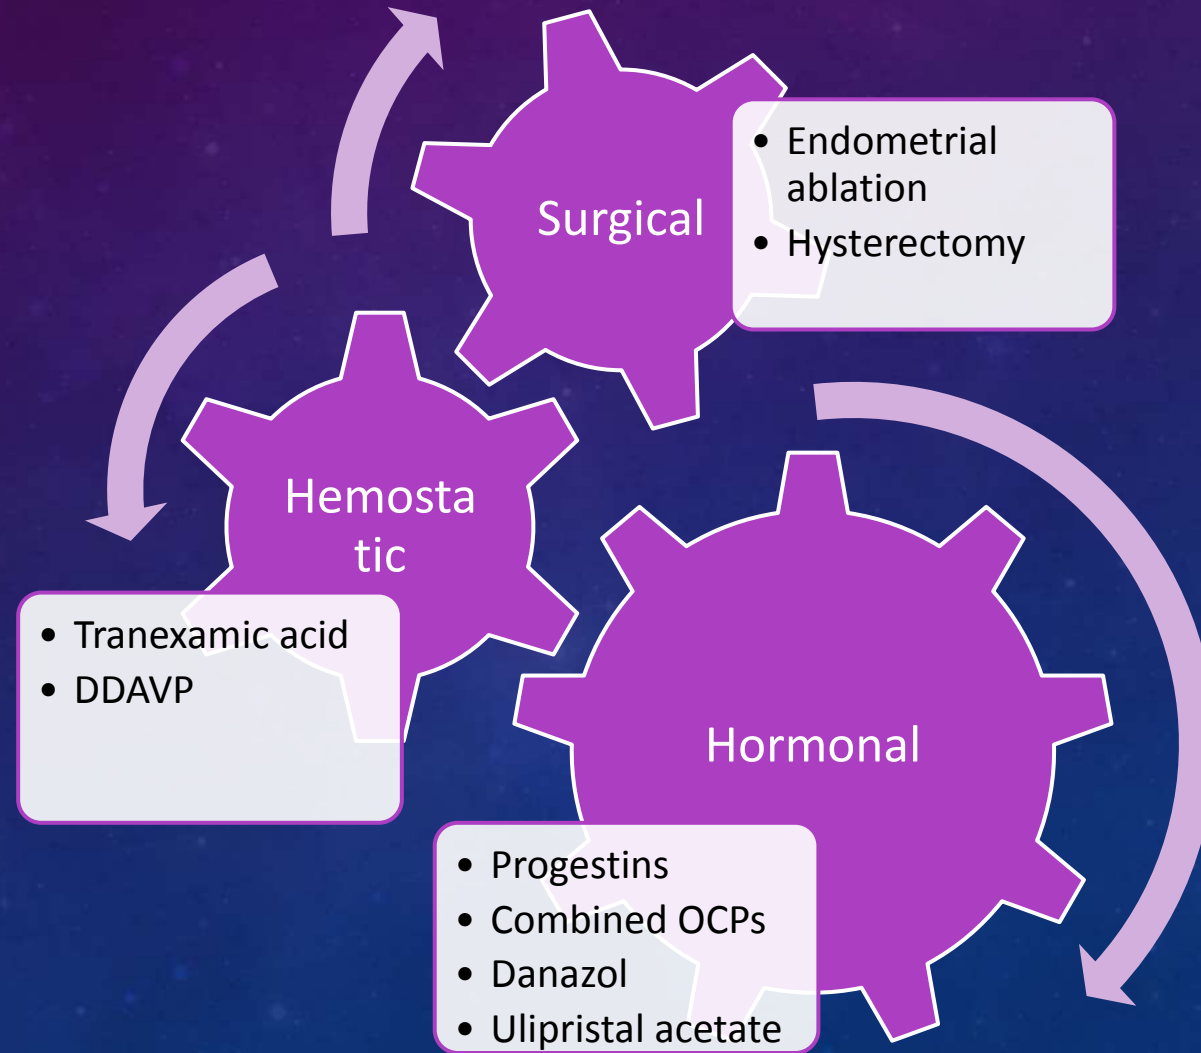 Surgical
• Endometrial
ablation
• Hysterectomy
Hemosta
tic
• Tranexamic acid
• DDAVP
Hormonal
• Progestins
• Combined OCPs
• Danazol
• Ulipristal acetate